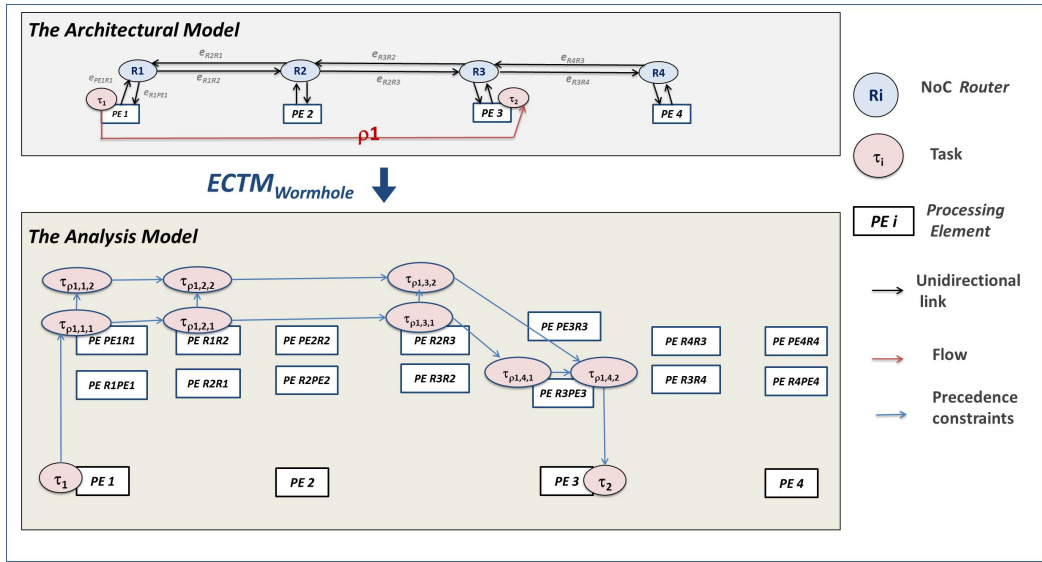 The Architectural Model
e_R2R1 e_R3R2 e_R4R3
R1 R2 R3 R4
e_PE1R1 e_R1R2 e_R2R3 e_R3R4
e_R1PE1
τ1 PE 1 PE 2 PE 3 τ2 PE 4
ρ1
ECTM_Wormhole
The Analysis Model
τρ1,1,2 τρ1,2,2 τρ1,3,2
τρ1,1,1 τρ1,2,1 τρ1,3,1
PE PE1R1 PE R1R2 PE PE2R2 PE R2R3 PE PE3R3 PE R4R3 PE PE4R4
PE R1PE1 PE R2R1 PE R2PE2 PE R3R2 τρ1,4,1 τρ1,4,2 PE R3R4 PE R4PE4
PE R3PE3
τ1 PE 1 PE 2 PE 3 τ2 PE 4
Ri NoC Router
τi Task
PE i Processing
Element
Unidirectional
link
Flow
Precedence
constraints